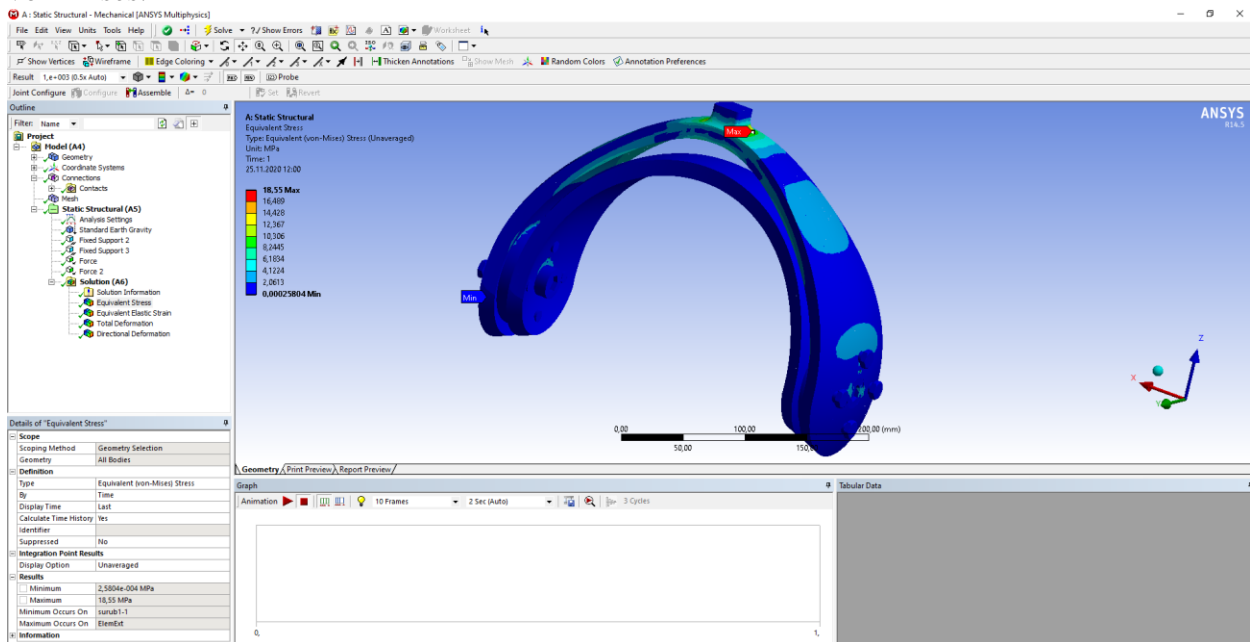 A : Static Structural - Mechanical [ANSYS Multiphysics]
File Edit View Units Tools Help Solve ?/ Show Errors Worksheet
Show Vertices Wireframe Edge Coloring Thicken Annotations Show Mesh Random Colors Annotation Preferences
Result 1,e+003 (0.5x Auto) Probe
Joint Configure Configure Assemble Δ= 0 Set Revert
Outline
Filter: Name
Project
Model (A4)
Geometry
Coordinate Systems
Connections
Contacts
Mesh
Static Structural (A5)
Analysis Settings
Standard Earth Gravity
Fixed Support 2
Fixed Support 3
Force
Force 2
Solution (A6)
Solution Information
Equivalent Stress
Equivalent Elastic Strain
Total Deformation
Directional Deformation
A: Static Structural
Equivalent Stress
Type: Equivalent (von-Mises) Stress (Unaveraged)
Unit: MPa
Time: 1
25.11.2020 12:00
18,55 Max
16,489
14,428
12,367
10,306
8,2445
6,1834
4,1224
2,0613
0,00025804 Min
Max
Min
ANSYS
R14.5
Z
X
Y
0,00 100,00 200,00 (mm)
50,00
Details of "Equivalent Stress"
Scope
Scoping Method Geometry Selection
Geometry All Bodies
Definition
Type Equivalent (von-Mises) Stress
By Time
Display Time Last
Calculate Time History Yes
Identifier
Suppressed No
Integration Point Results
Display Option Unaveraged
Results
Minimum 2,5804e-004 MPa
Maximum 18,55 MPa
Minimum Occurs On surub1-1
Maximum Occurs On ElemExt
Information
Geometry Print Preview Report Preview
Graph
Animation 10 Frames 2 Sec (Auto) 3 Cycles
0, 1,
Tabular Data